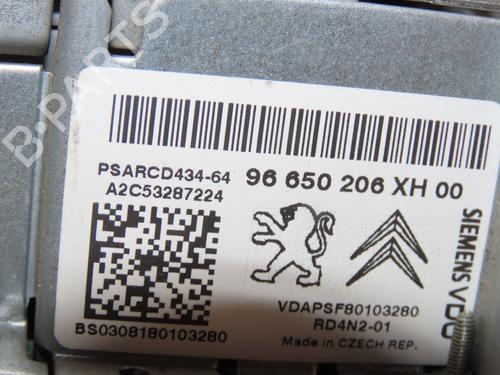 PSARCD434-64 96 650 206 XH 00
A2C53287224
SIEMENS VDO
VDAPSF80103280
RD4N2-01
BS0308180103280 Made in CZECH REP.
B-PARTS